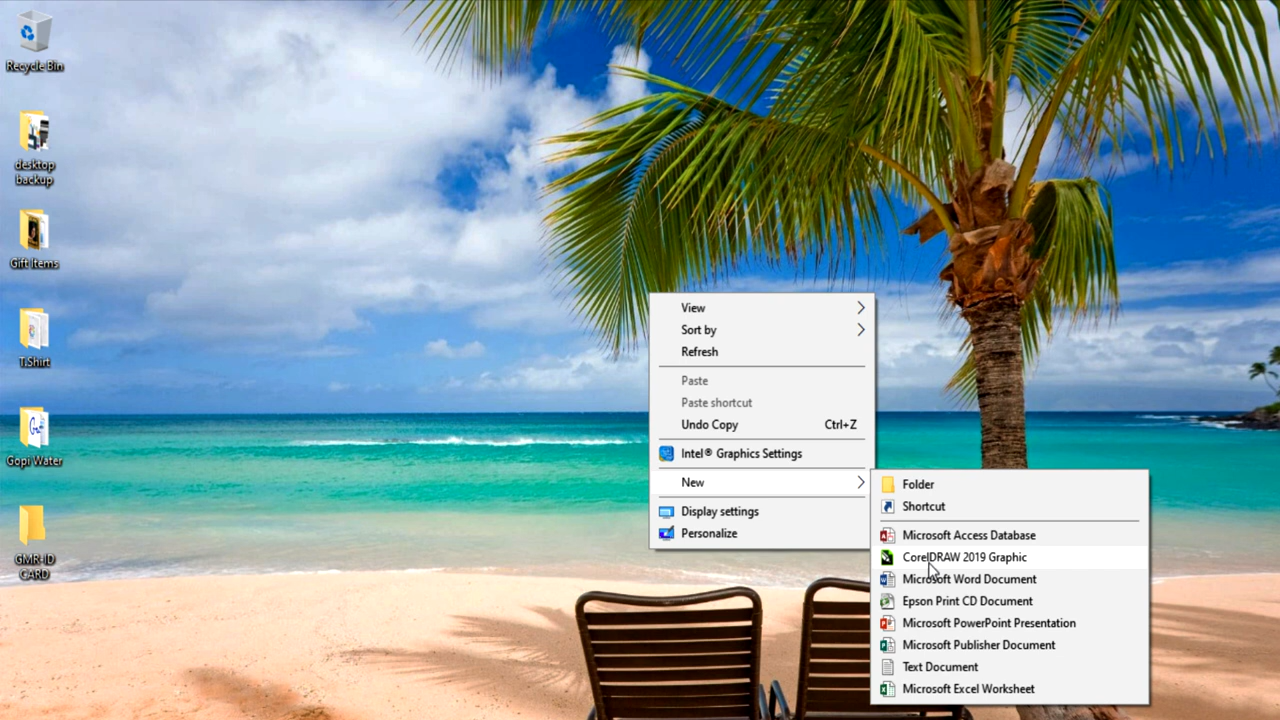 Recycle Bin
desktop
backup
Gift Items
T.Shirt
Gopi Water
GMR-ID
CARD
View
Sort by
Refresh
Paste
Paste shortcut
Undo Copy Ctrl+Z
Intel® Graphics Settings
New
Display settings
Personalize
Folder
Shortcut
Microsoft Access Database
CorelDRAW 2019 Graphic
Microsoft Word Document
Epson Print CD Document
Microsoft PowerPoint Presentation
Microsoft Publisher Document
Text Document
Microsoft Excel Worksheet